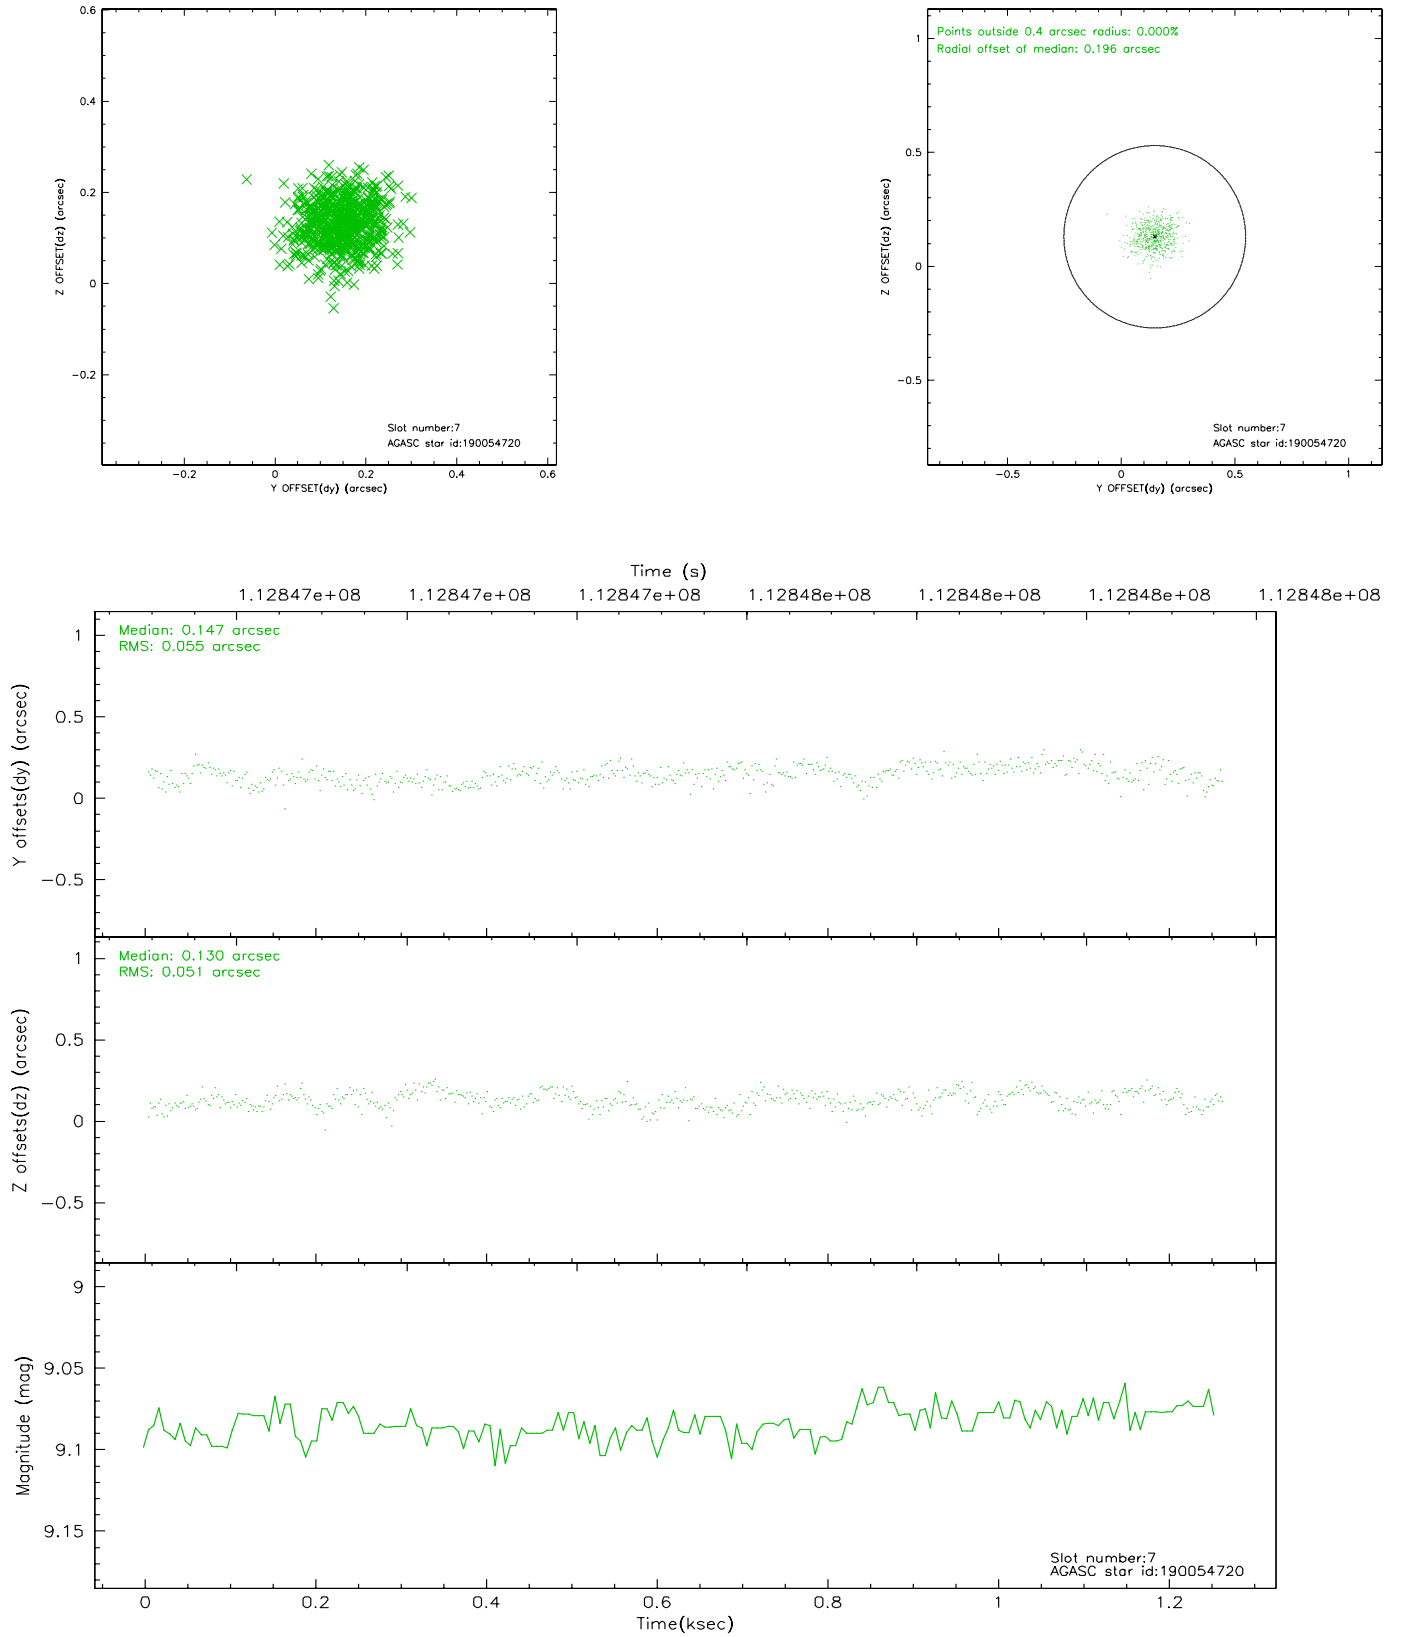 0.6
0.4
0.2
0
−0.2
Z OFFSET(dz) (arcsec)
Slot number:7
AGASC star id:190054720
−0.2 0 0.2 0.4 0.6
Y OFFSET(dy) (arcsec)
Points outside 0.4 arcsec radius: 0.000%
Radial offset of median: 0.196 arcsec
1
0.5
0
−0.5
Z OFFSET(dz) (arcsec)
Slot number:7
AGASC star id:190054720
−0.5 0 0.5 1
Y OFFSET(dy) (arcsec)
Time (s)
1.12847e+08 1.12847e+08 1.12847e+08 1.12848e+08 1.12848e+08 1.12848e+08 1.12848e+08
Median: 0.147 arcsec
RMS: 0.055 arcsec
1
0.5
0
−0.5
Y offsets(dy) (arcsec)
Median: 0.130 arcsec
RMS: 0.051 arcsec
1
0.5
0
−0.5
Z offsets(dz) (arcsec)
9
9.05
9.1
9.15
Magnitude (mag)
Slot number:7
AGASC star id:190054720
0 0.2 0.4 0.6 0.8 1 1.2
Time(ksec)